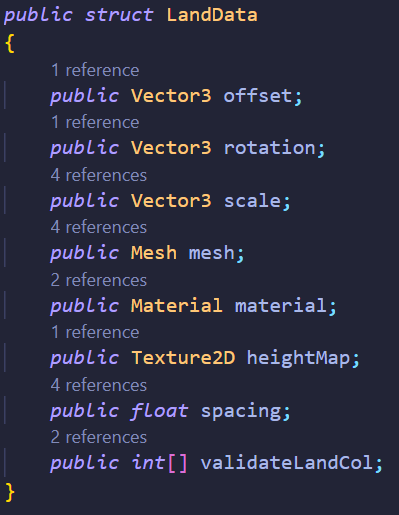 public struct LandData
{
1 reference
public Vector3 offset;
1 reference
public Vector3 rotation;
4 references
public Vector3 scale;
4 references
public Mesh mesh;
2 references
public Material material;
1 reference
public Texture2D heightMap;
4 references
public float spacing;
2 references
public int[] validateLandCol;
}